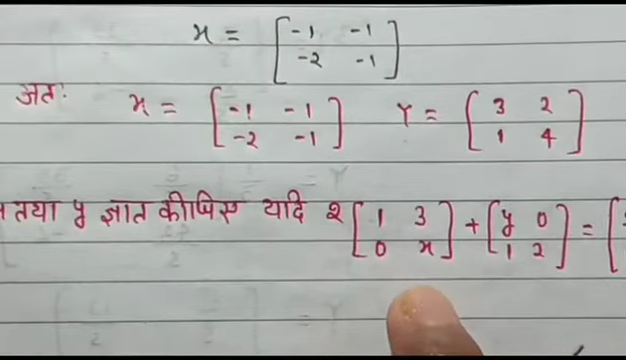 x = [-1 -1
-2 -1]
अतः x = [-1 -1 Y = [3 2
-2 -1] 1 4]
तथा y ज्ञात कीजिए यदि 2 [1 3 + [y 0 = [
0 x] 1 2]